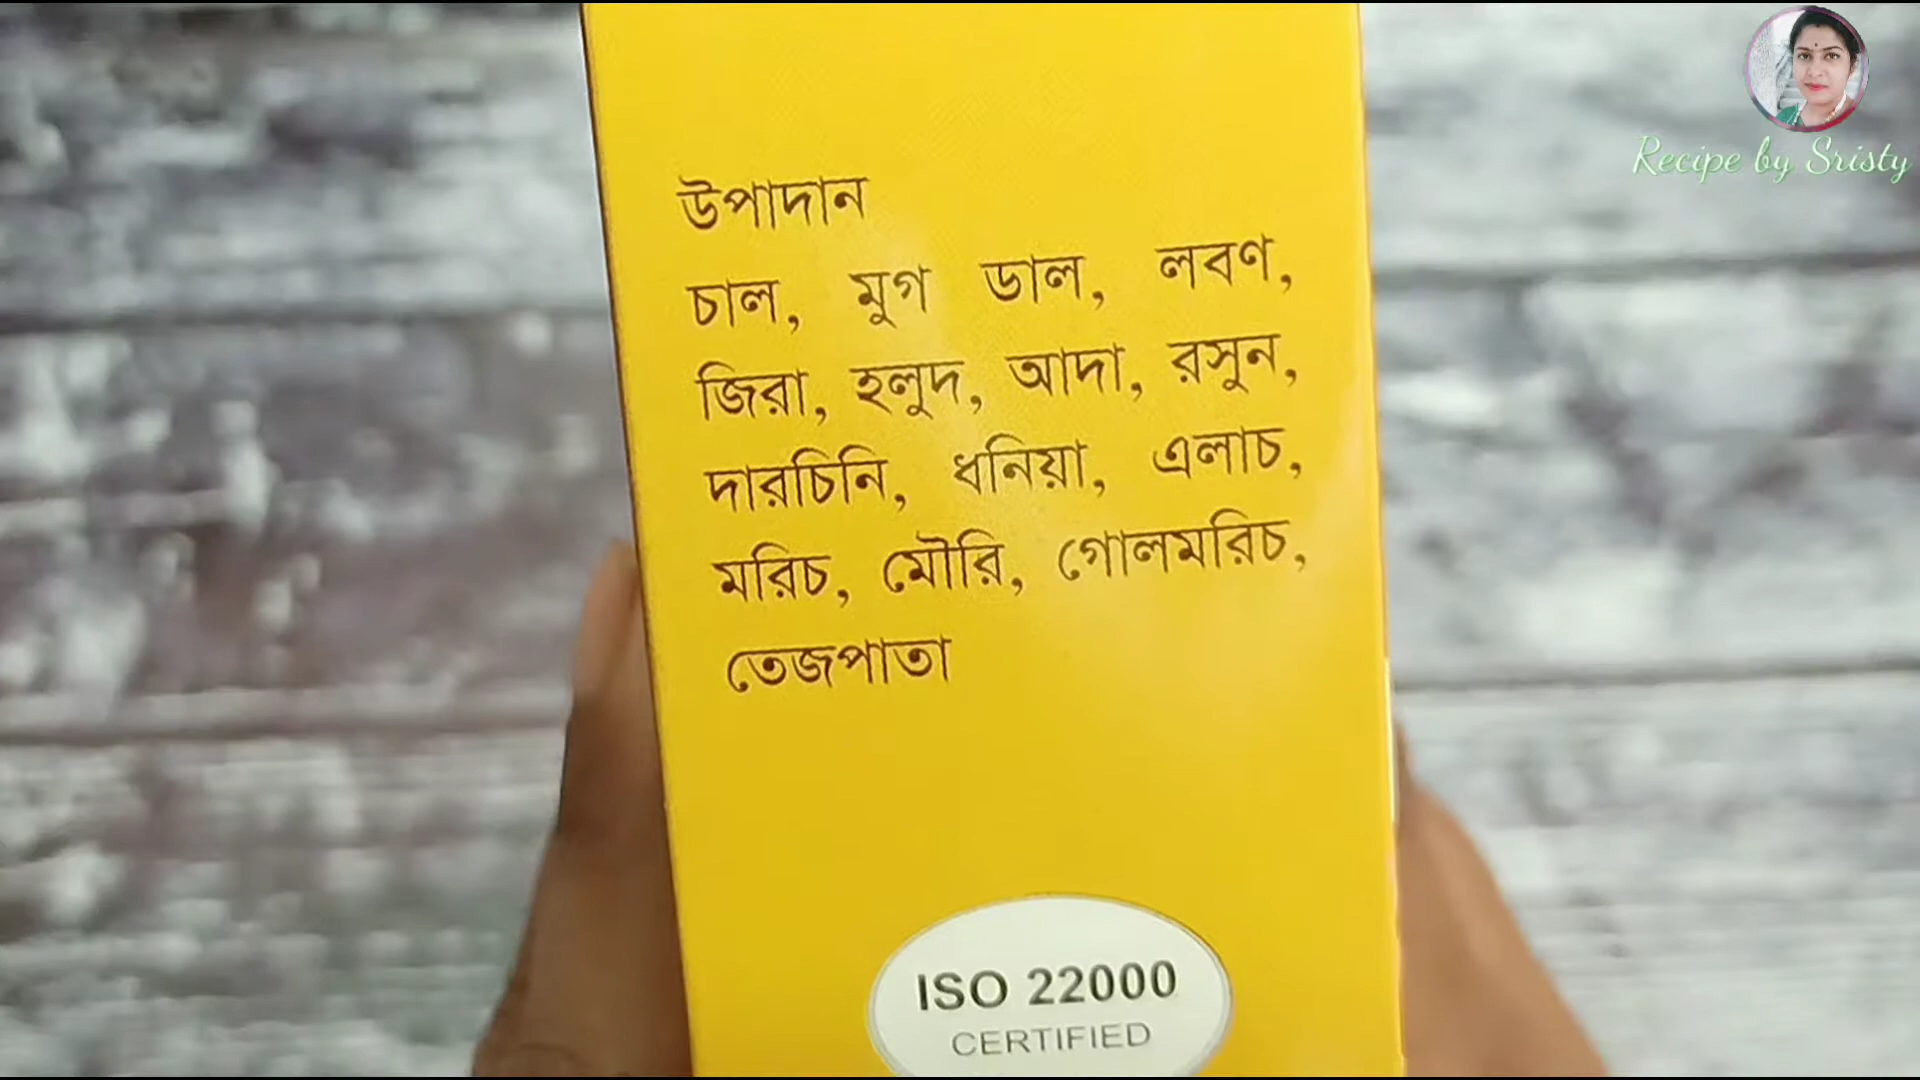 Recipe by Sristy
উপাদান
চাল, মুগ ডাল, লবণ,
জিরা, হলুদ, আদা, রসুন,
দারচিনি, ধনিয়া, এলাচ,
মরিচ, মৌরি, গোলমরিচ,
তেজপাতা
ISO 22000
CERTIFIED